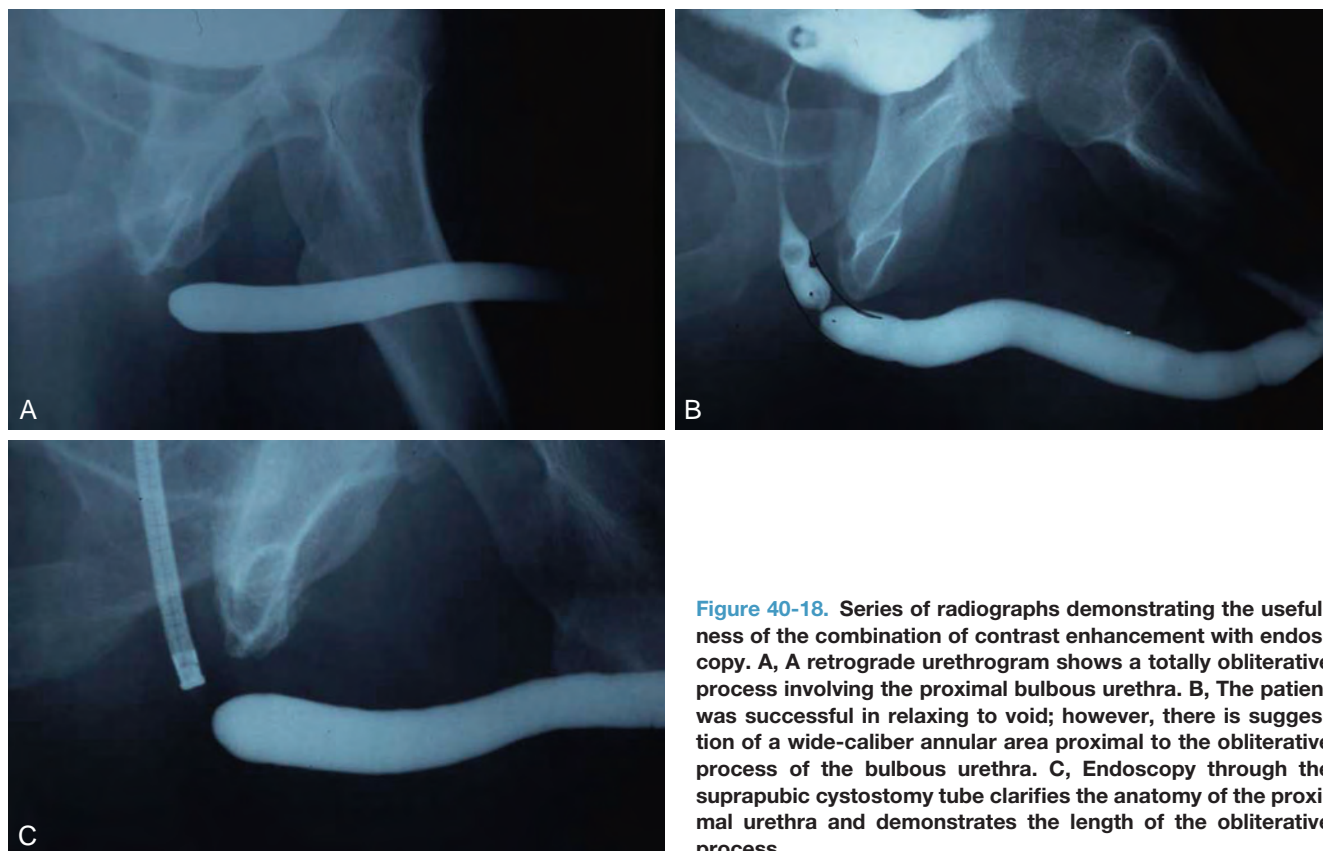 A
B
C
Figure 40-18. Series of radiographs demonstrating the useful
ness of the combination of contrast enhancement with endos
copy. A, A retrograde urethrogram shows a totally obliterative
process involving the proximal bulbous urethra. B, The patien
was successful in relaxing to void; however, there is sugges
tion of a wide-caliber annular area proximal to the obliterative
process of the bulbous urethra. C, Endoscopy through the
suprapubic cystostomy tube clarifies the anatomy of the proxi
mal urethra and demonstrates the length of the obliterative
process